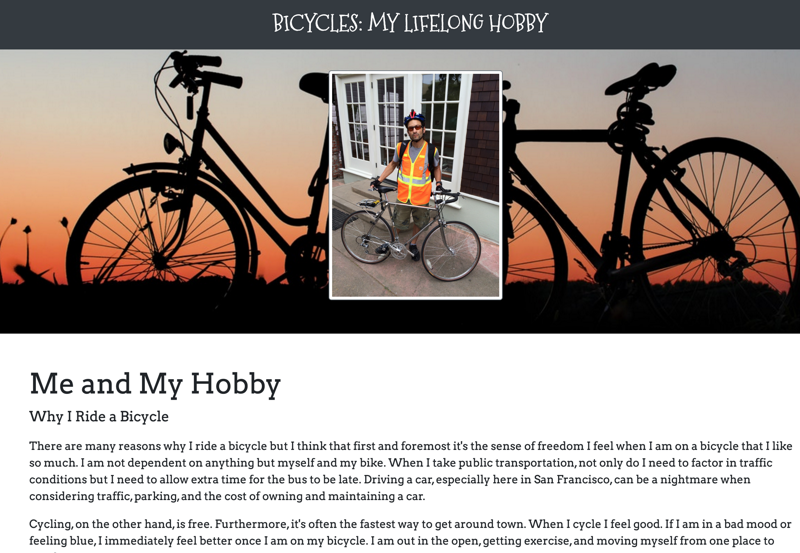 BICYCLES: MY LIFELONG HOBBY
Me and My Hobby
Why I Ride a Bicycle
There are many reasons why I ride a bicycle but I think that first and foremost it's the sense of freedom I feel when I am on a bicycle that I like
so much. I am not dependent on anything but myself and my bike. When I take public transportation, not only do I need to factor in traffic
conditions but I need to allow extra time for the bus to be late. Driving a car, especially here in San Francisco, can be a nightmare when
considering traffic, parking, and the cost of owning and maintaining a car.
Cycling, on the other hand, is free. Furthermore, it's often the fastest way to get around town. When I cycle I feel good. If I am in a bad mood or
feeling blue, I immediately feel better once I am on my bicycle. I am out in the open, getting exercise, and moving myself from one place to